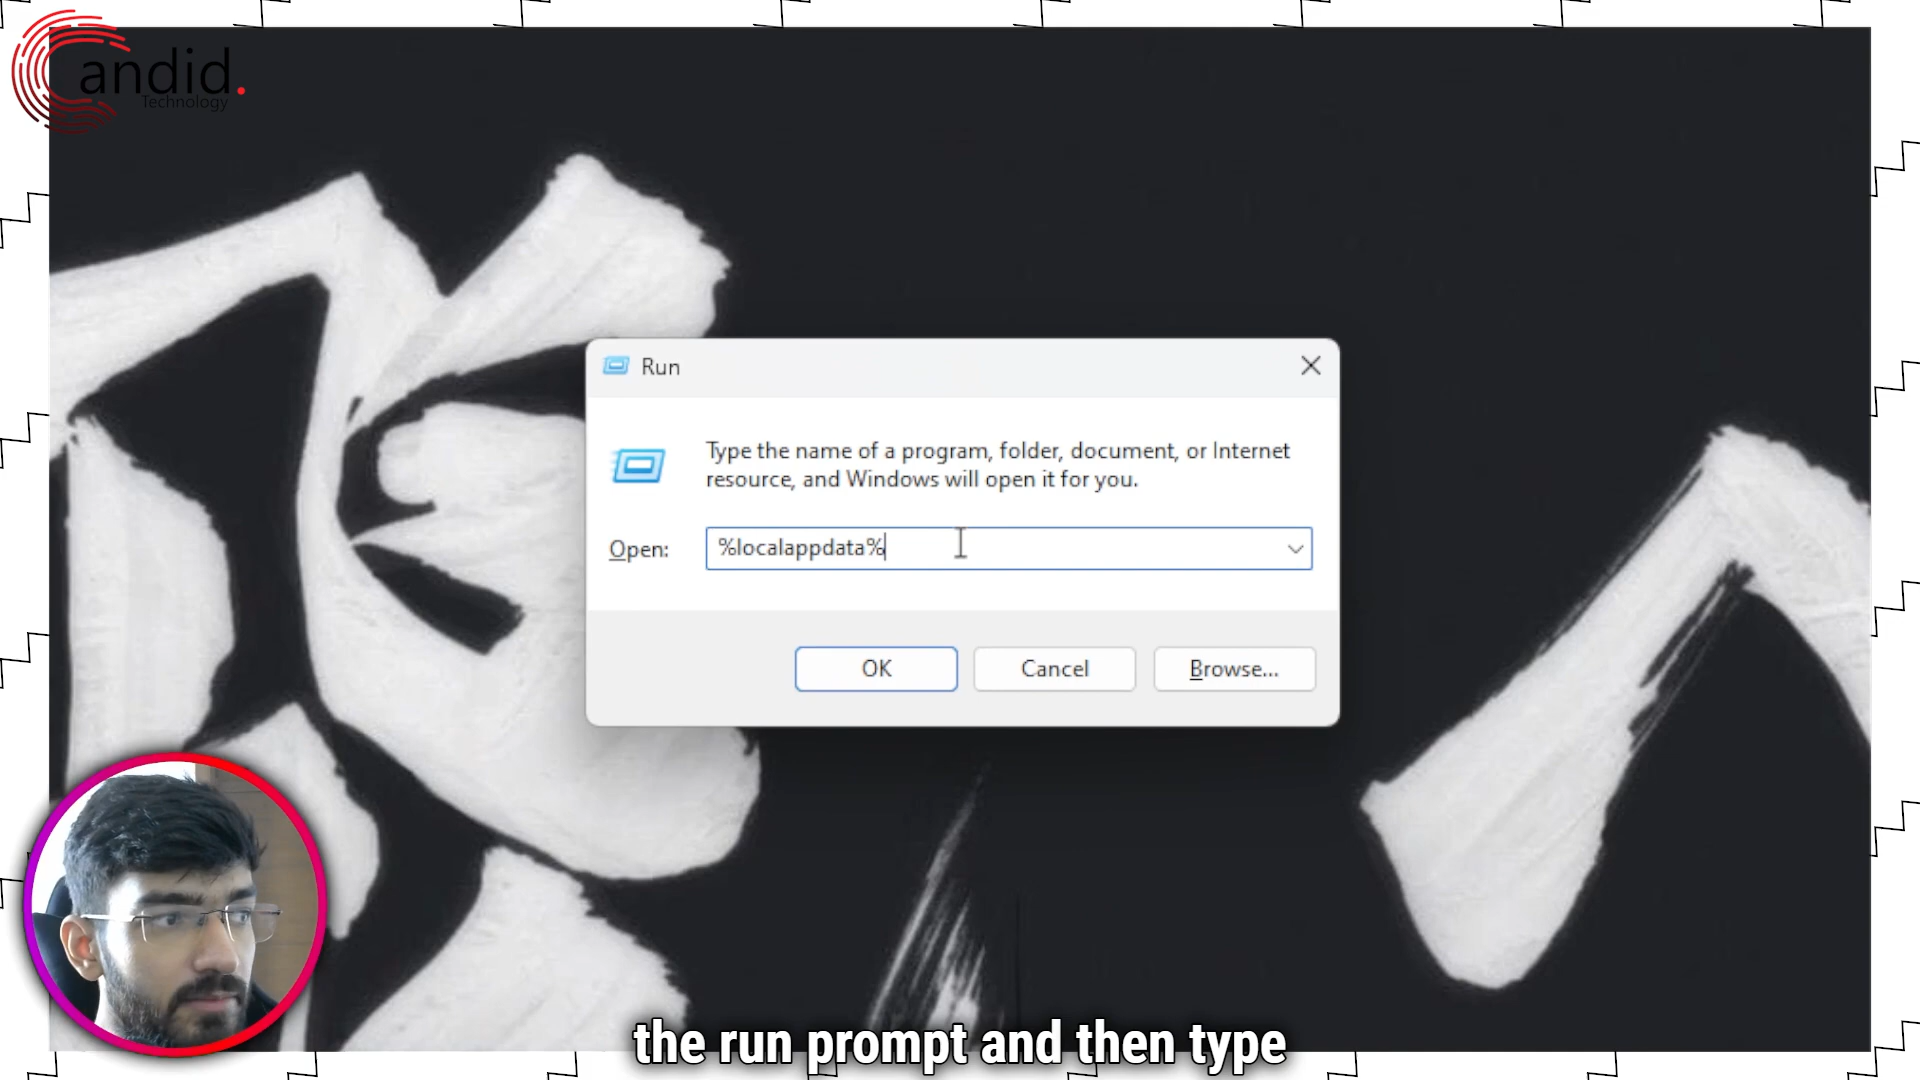 Candid.
Technology
Run
Type the name of a program, folder, document, or Internet
resource, and Windows will open it for you.
Open:
%localappdata%
OK
Cancel
Browse...
the run prompt and then type